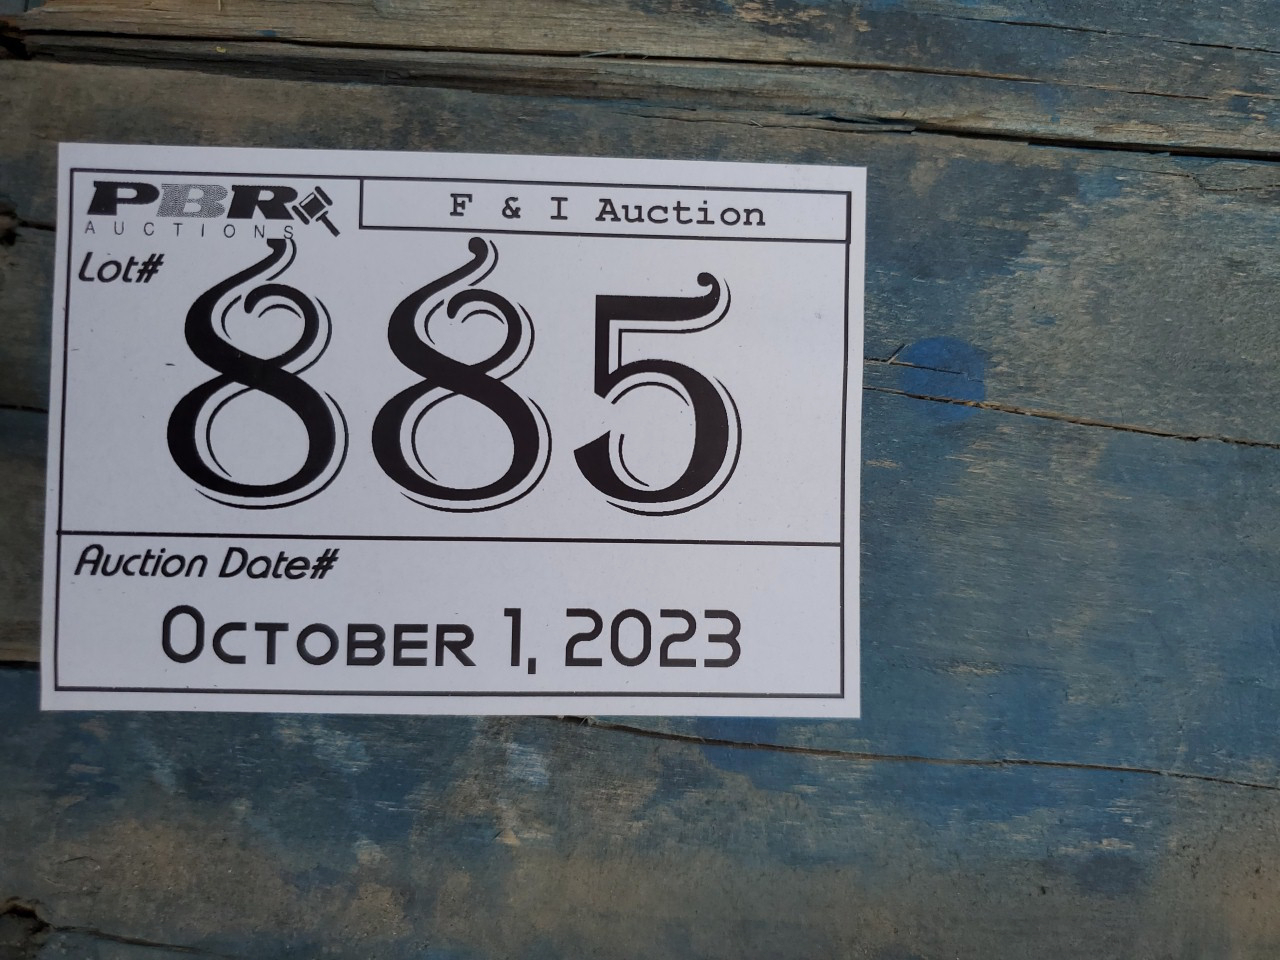 PBR
AUCTIONS
F & I Auction
Lot#
885
Auction Date#
October 1, 2023